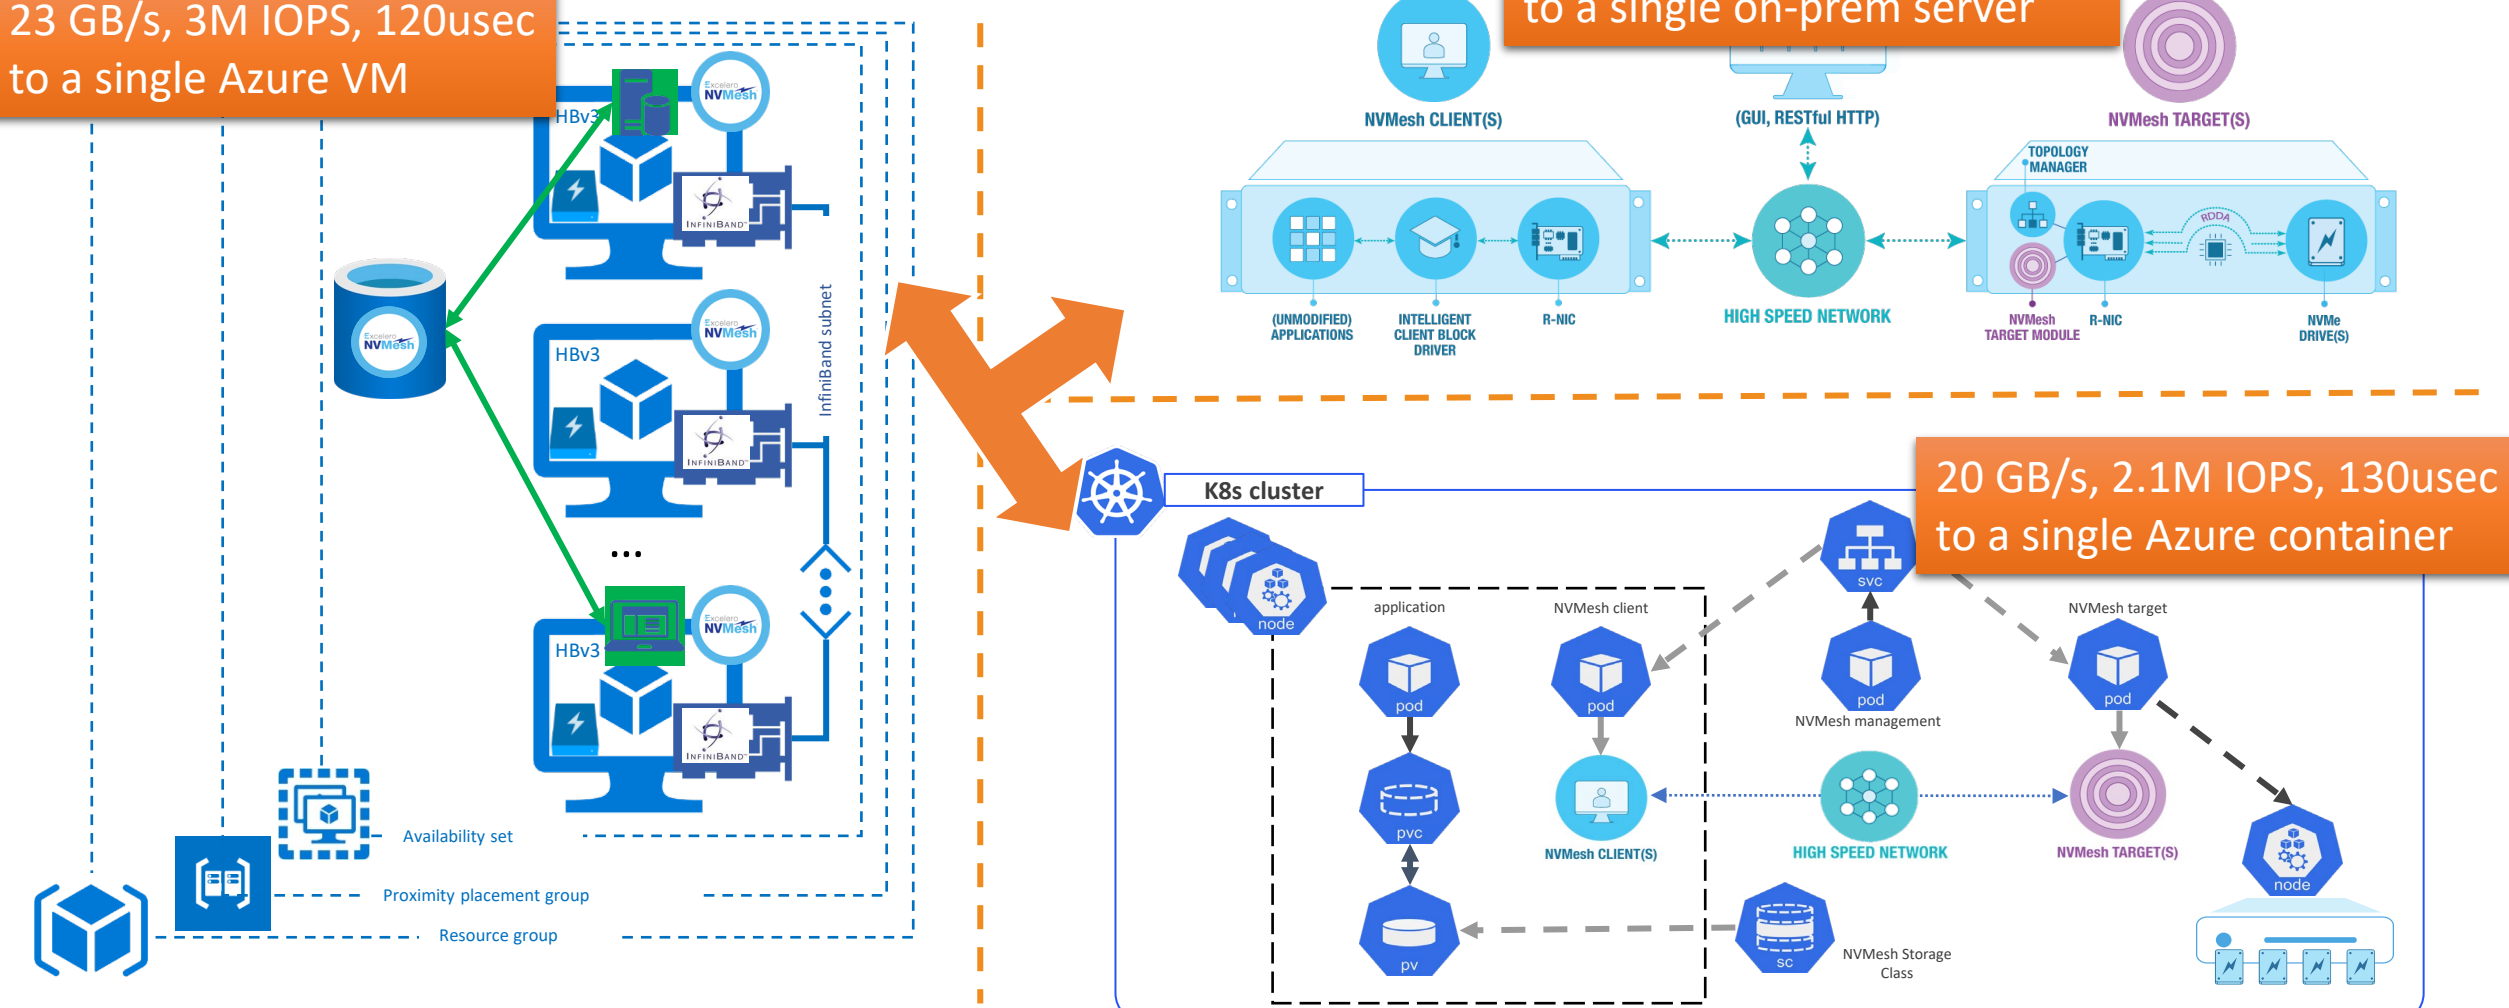 23 GB/s, 3M IOPS, 120usec
to a single Azure VM
HBv3
Excelero
NVMesh
INFINIBAND™
Excelero
NVMesh
HBv3
Excelero
NVMesh
INFINIBAND™
...
HBv3
Excelero
NVMesh
INFINIBAND™
InfiniBand subnet
Availability set
Proximity placement group
Resource group
to a single on-prem server
NVMesh CLIENT(S)
(GUI, RESTful HTTP)
NVMesh TARGET(S)
TOPOLOGY
MANAGER
RDDA
(UNMODIFIED)
APPLICATIONS
INTELLIGENT
CLIENT BLOCK
DRIVER
R-NIC
HIGH SPEED NETWORK
NVMesh
TARGET MODULE
R-NIC
NVMe
DRIVE(S)
K8s cluster
20 GB/s, 2.1M IOPS, 130usec
to a single Azure container
node
application
NVMesh client
svc
NVMesh target
pod
pod
pod
NVMesh management
pod
pvc
NVMesh CLIENT(S)
HIGH SPEED NETWORK
NVMesh TARGET(S)
node
pv
sc
NVMesh Storage
Class